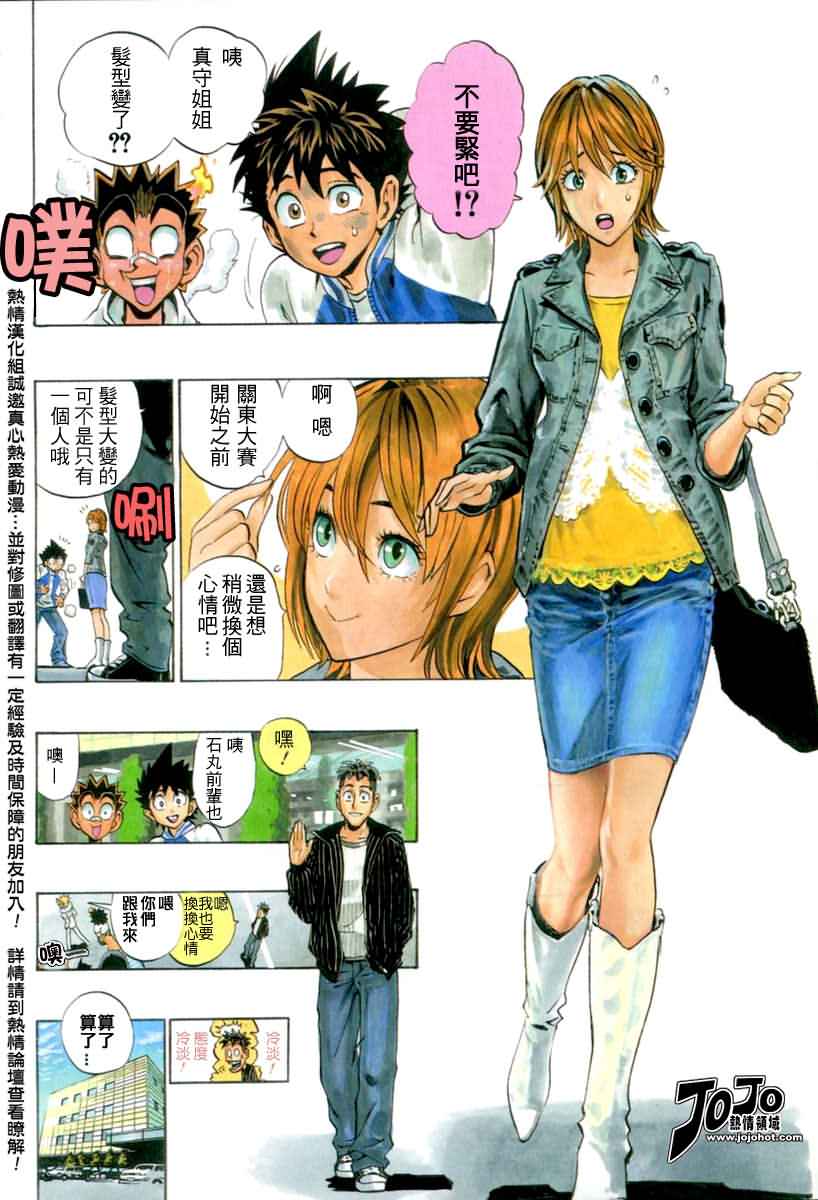 不要緊吧!?
咦
真守姐姐
髮型變了??
噗
啊嗯
關東大賽
開始之前
還是想
稍微換個
心情吧…
髮型大變的
可不是只有
一個人哦
唰
嘿!
咦
石丸前輩也
噢—
嗯
我也要
換換心情
喂
你們
跟我來
噢—
冷淡!
態度
冷淡!
算了
算了…
熱情漢化組誠邀真心熱愛動漫…並對修圖或翻譯有一定經驗及時間保障的朋友加入! 詳情請到熱情論壇查看瞭解!
JOJO
熱情領域
www.jojohot.com